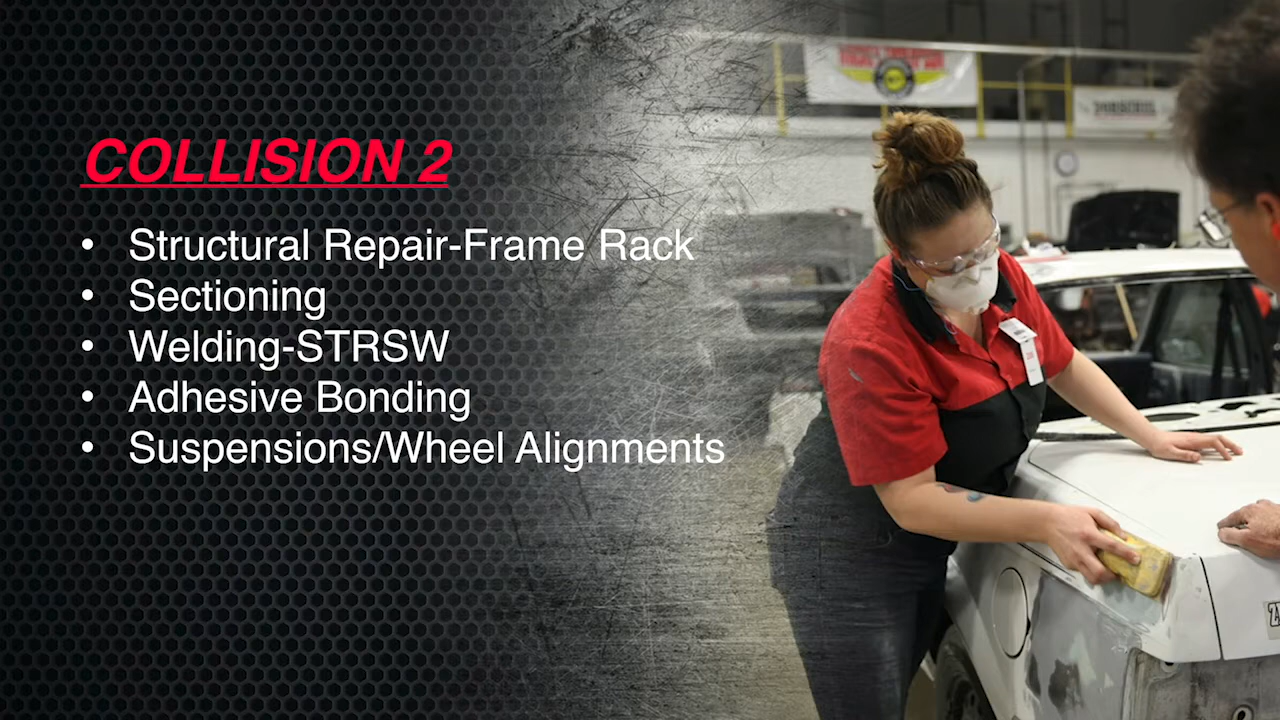 COLLISION 2
• Structural Repair-Frame Rack
• Sectioning
• Welding-STRSW
• Adhesive Bonding
• Suspensions/Wheel Alignments